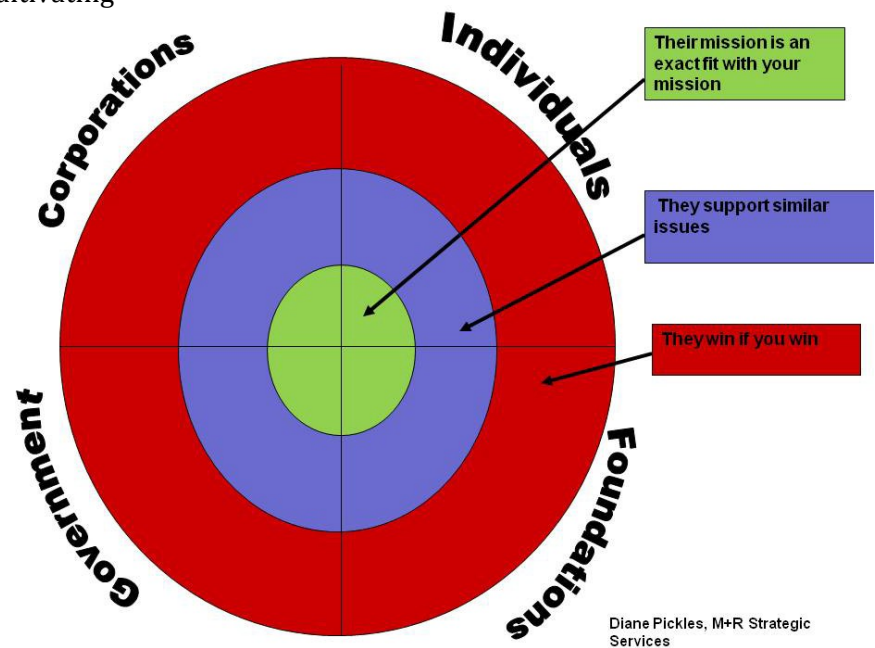 Corporations
Individuals
Their mission is an
exact fit with your
mission
They support similar
issues
They win if you win
Government
Foundations
Diane Pickles, M+R Strategic
Services